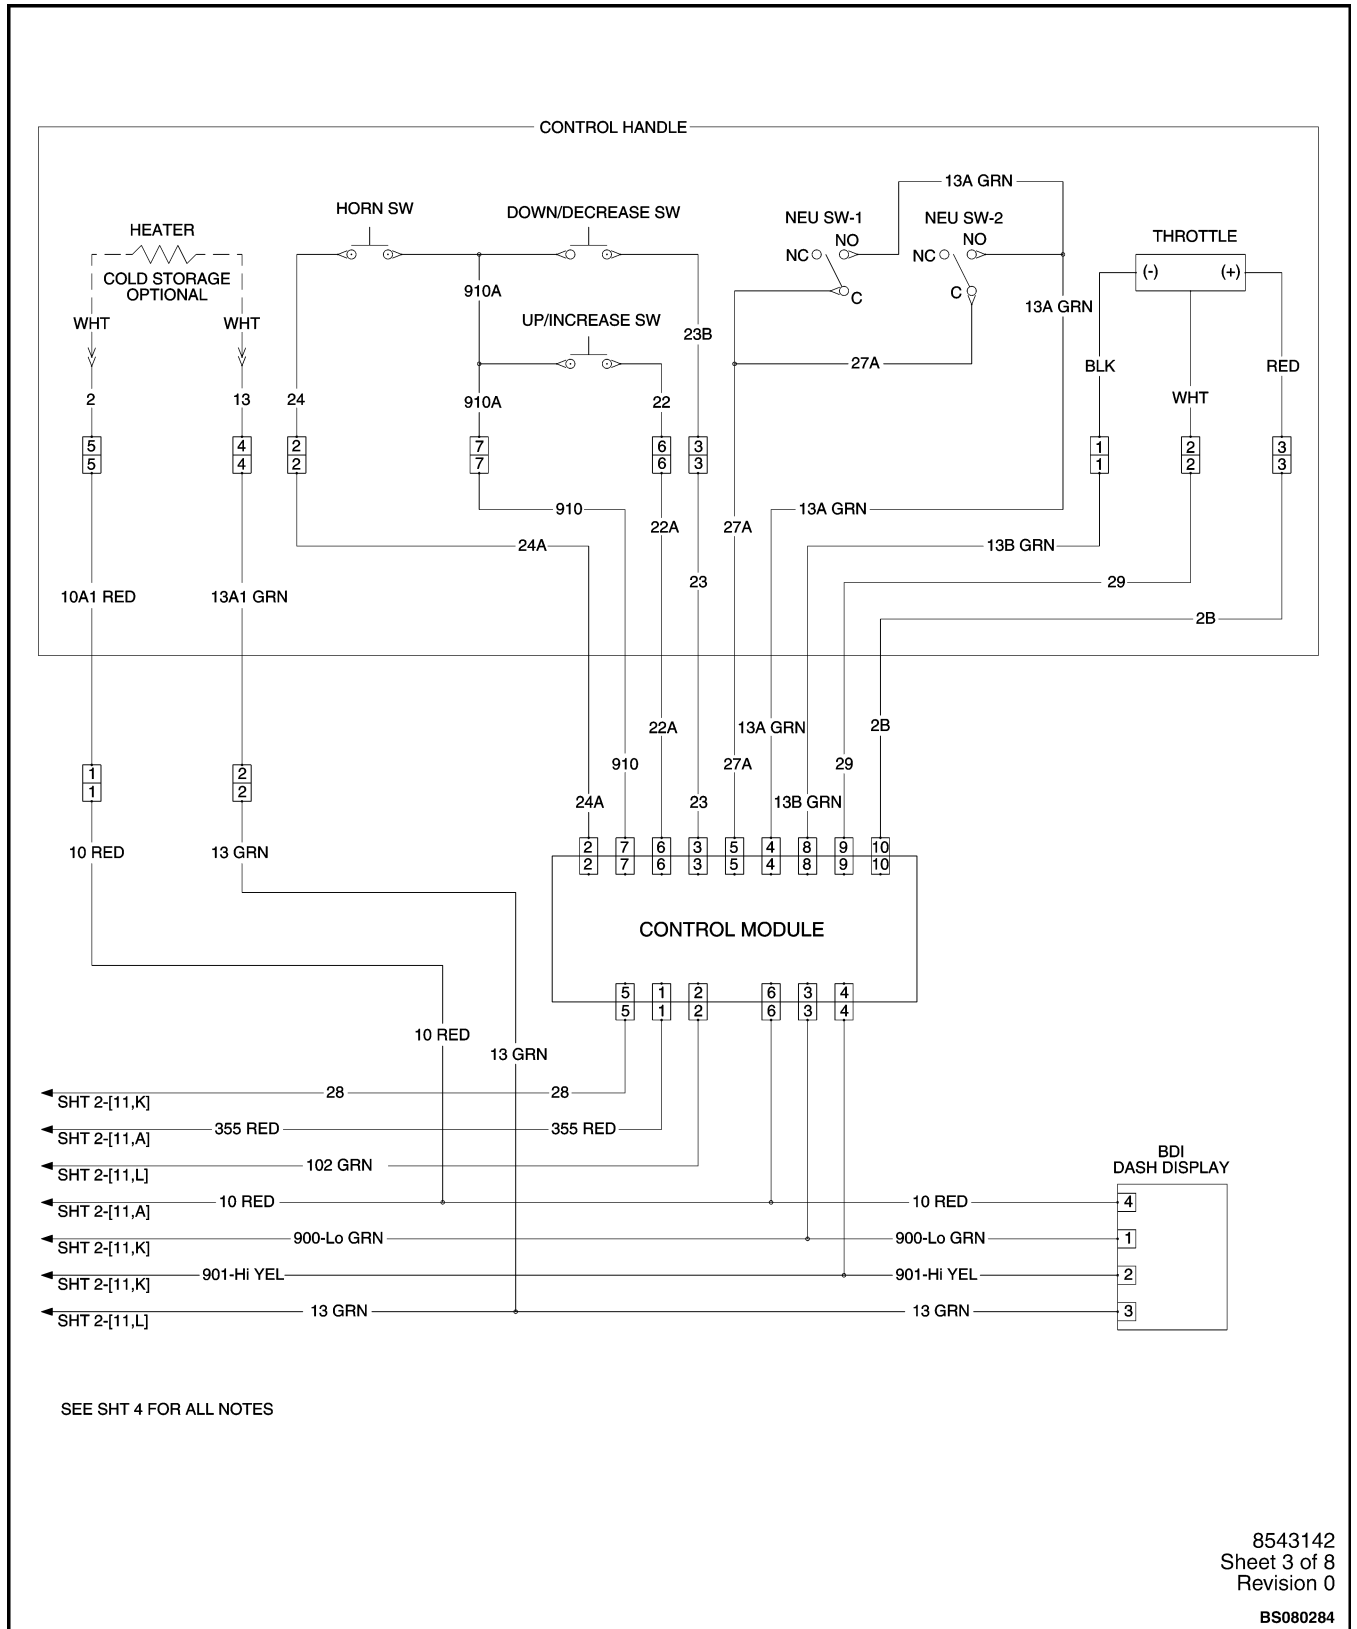 CONTROL HANDLE
13A GRN
HORN SW
DOWN/DECREASE SW
NEU SW-1
NEU SW-2
HEATER
THROTTLE
NO
NO
NC
NC
COLD STORAGE
OPTIONAL
(-)
(+)
910A
C
C
13A GRN
WHT
WHT
UP/INCREASE SW
23B
27A
BLK
RED
2
13
24
910A
22
WHT
5
4
2
7
6
3
1
2
3
5
4
2
7
6
3
1
2
3
910
13A GRN
22A
27A
24A
13B GRN
23
29
10A1 RED
13A1 GRN
2B
22A
13A GRN
2B
910
27A
29
1
2
1
2
24A
23
13B GRN
10 RED
13 GRN
2
7
6
3
5
4
8
9
10
2
7
6
3
5
4
8
9
10
CONTROL MODULE
5
1
2
6
3
4
5
1
2
6
3
4
10 RED
13 GRN
28
28
SHT 2-[11,K]
355 RED
355 RED
SHT 2-[11,A]
102 GRN
SHT 2-[11,L]
BDI
DASH DISPLAY
10 RED
10 RED
4
SHT 2-[11,A]
900-Lo GRN
900-Lo GRN
1
SHT 2-[11,K]
901-Hi YEL
901-Hi YEL
2
SHT 2-[11,K]
13 GRN
13 GRN
3
SHT 2-[11,L]
SEE SHT 4 FOR ALL NOTES
8543142
Sheet 3 of 8
Revision 0
BS080284